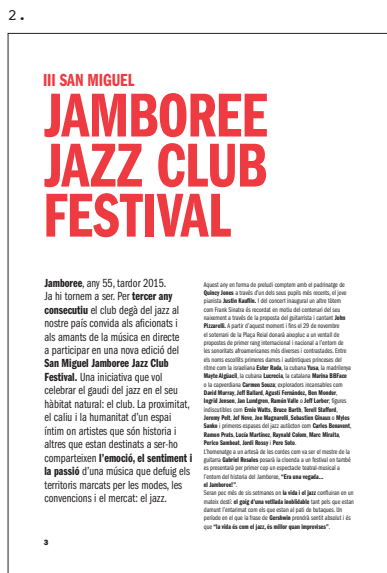 2.
III SAN MIGUEL
JAMBOREE
JAZZ CLUB
FESTIVAL
Jamboree, any 55, tardor 2015.
Ja hi tornem a ser. Per tercer any
consecutiu el club degà del jazz al
nostre país convida als aficionats i
als amants de la música en directe
a participar en una nova edició del
San Miguel Jamboree Jazz Club
Festival. Una iniciativa que vol
celebrar el gaudi del jazz en el seu
hàbitat natural: el club. La proximitat,
el caliu i la humanitat d'un espai
íntim on artistes que són història i
altres que estan destinats a ser-ho
comparteixen l'emoció, el sentiment i
la passió d'una música que defuig els
territoris marcats per les modes, les
convencions i el mercat: el jazz.
Aquest any en forma de preludi comptem amb el padrinatge de
Quincy Jones a través d'un dels seus pupils més recents, el jove
pianista Justin Kauflin. I del concert inaugural un altre tòtem
com Frank Sinatra és recordat en motiu del centenari del seu
naixement a través de la proposta del guitarrista i cantant John
Pizzarelli. A partir d'aquest moment i fins el 29 de novembre
el soterrani de la Plaça Reial donarà aixopluc a un ventall de
propostes de primer rang internacional i nacional a l'entorn de
les sonoritats afroamericanes més diverses i contrastades. Entre
els noms escollits primeres dames i autèntiques princeses del
ritme com la israeliana Ester Rada, la cubana Yusa, la madrilenya
Mayte Alguacil, la cubana Lucrecia, la catalana Marina BBFace
o la capverdiana Carmen Souza; exploradors incansables com
David Murray, Jeff Ballard, Agustí Fernández, Ben Monder,
Ingrid Jensen, Jan Lundgren, Ramón Valle o Jeff Lorber; figures
indiscutibles com Ernie Watts, Bruce Barth, Terell Stafford,
Jeremy Pelt, Jef Neve, Joe Magnarelli, Sebastien Giniaux o Myles
Sanko i primeres espases del jazz autòcton com Carles Benavent,
Ramon Prats, Lucía Martínez, Raynald Colom, Marc Miralta,
Perico Sambeat, Jordi Rossy i Pere Soto.
L'homenatge a un artesà de les cordes com va ser el mestre de la
guitarra Gabriel Rosales posarà la cloenda a un festival on també
es presentarà per primer cop un espectacle teatral-musical a
l'entorn del historia del Jamboree, "Era una vegada...
el Jamboree!".
Seran poc més de sis setmanes on la vida i el jazz confluiran en un
mateix destí: el goig d'una vetllada inoblidable tant pels que estan
damunt l'entarimat com els que estan al pati de butaques. Un
període en el que la frase de Gershwin prendrà sentit absolut i és
que "la vida és com el jazz, és millor quan improvises".
3